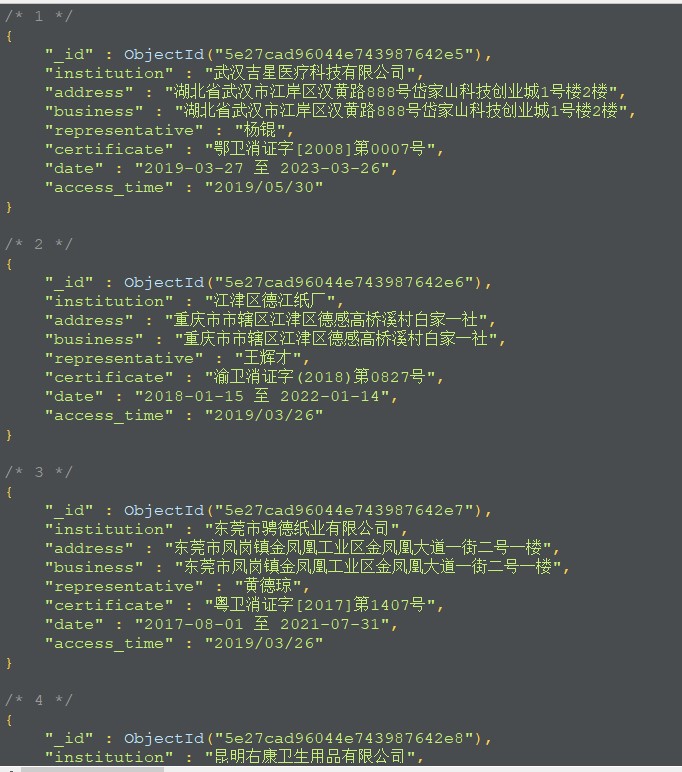 /* 1 */
{
"_id" : ObjectId("5e27cad96044e743987642e5"),
"institution" : "武汉吉星医疗科技有限公司",
"address" : "湖北省武汉市江岸区汉黄路888号岱家山科技创业城1号楼2楼",
"business" : "湖北省武汉市江岸区汉黄路888号岱家山科技创业城1号楼2楼",
"representative" : "杨锟",
"certificate" : "鄂卫消证字[2008]第0007号",
"date" : "2019-03-27 至 2023-03-26",
"access_time" : "2019/05/30"
}
/* 2 */
{
"_id" : ObjectId("5e27cad96044e743987642e6"),
"institution" : "江津区德江纸厂",
"address" : "重庆市市辖区江津区德感高桥溪村白家一社",
"business" : "重庆市市辖区江津区德感高桥溪村白家一社",
"representative" : "王辉才",
"certificate" : "渝卫消证字(2018)第0827号",
"date" : "2018-01-15 至 2022-01-14",
"access_time" : "2019/03/26"
}
/* 3 */
{
"_id" : ObjectId("5e27cad96044e743987642e7"),
"institution" : "东莞市骋德纸业有限公司",
"address" : "东莞市凤岗镇金凤凰工业区金凤凰大道一街二号一楼",
"business" : "东莞市凤岗镇金凤凰工业区金凤凰大道一街二号一楼",
"representative" : "黄德琼",
"certificate" : "粤卫消证字[2017]第1407号",
"date" : "2017-08-01 至 2021-07-31",
"access_time" : "2019/03/26"
}
/* 4 */
{
"_id" : ObjectId("5e27cad96044e743987642e8"),
"institution" : "昆明右康卫生用品有限公司",